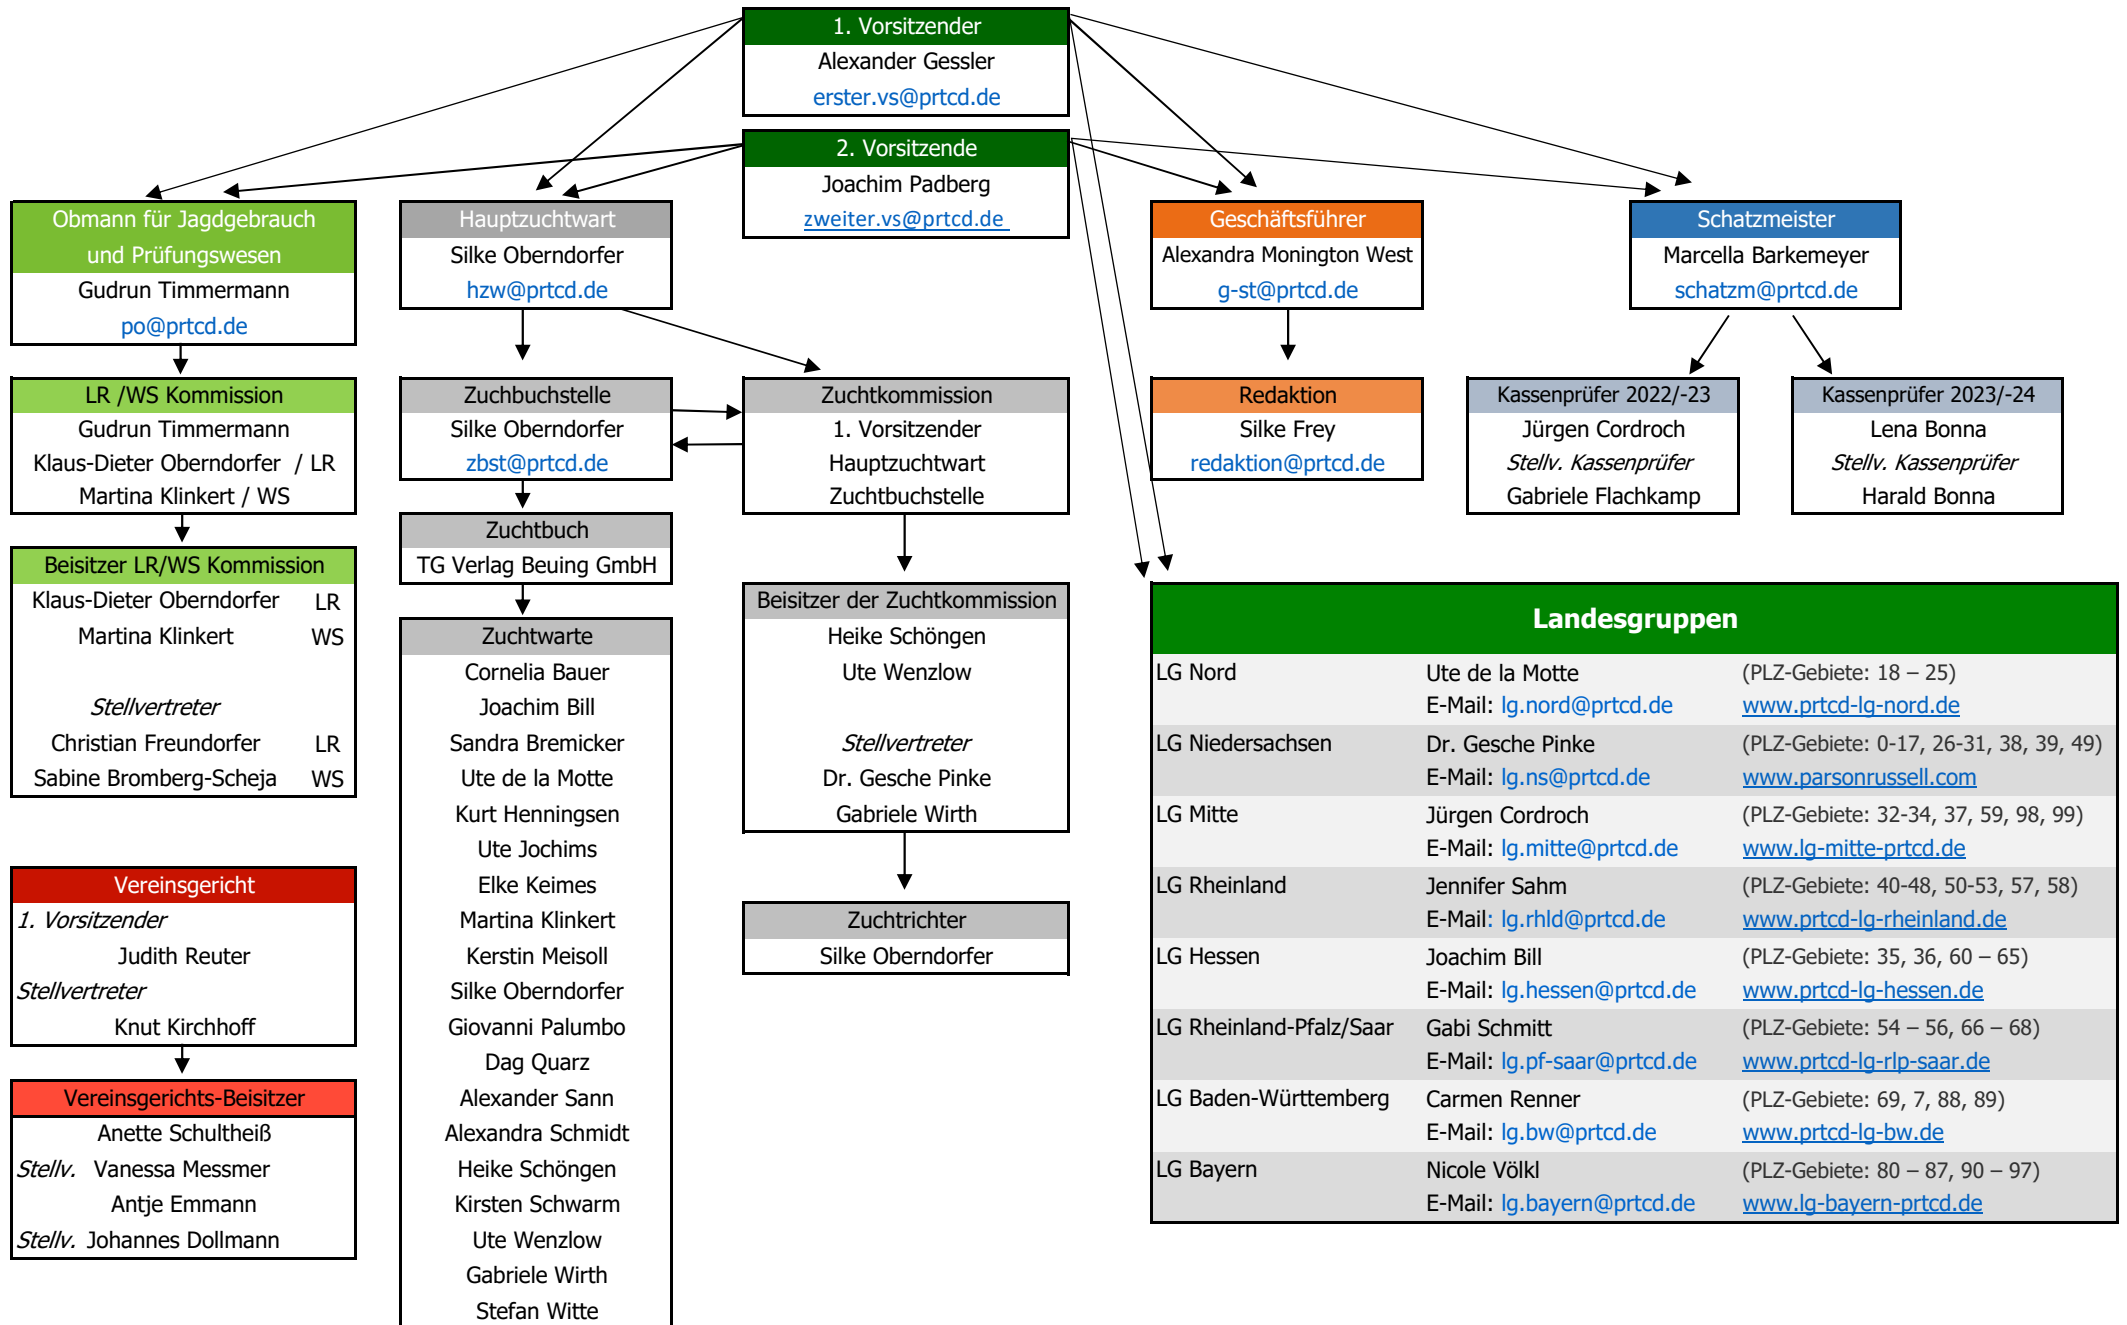 1. Vorsitzender
Alexander Gessler
erster.vs@prtcd.de
2. Vorsitzende
Joachim Padberg
zweiter.vs@prtcd.de
Obmann für Jagdgebrauch
und Prüfungswesen
Gudrun Timmermann
po@prtcd.de
Hauptzuchtwart
Silke Oberndorfer
hzw@prtcd.de
Geschäftsführer
Alexandra Monington West
g-st@prtcd.de
Schatzmeister
Marcella Barkemeyer
schatzm@prtcd.de
LR /WS Kommission
Gudrun Timmermann
Klaus-Dieter Oberndorfer / LR
Martina Klinkert / WS
Zuchbuchstelle
Silke Oberndorfer
zbst@prtcd.de
Zuchtkommission
1. Vorsitzender
Hauptzuchtwart
Zuchtbuchstelle
Redaktion
Silke Frey
redaktion@prtcd.de
Kassenprüfer 2022/-23
Jürgen Cordroch
Stellv. Kassenprüfer
Gabriele Flachkamp
Kassenprüfer 2023/-24
Lena Bonna
Stellv. Kassenprüfer
Harald Bonna
Beisitzer LR/WS Kommission
Klaus-Dieter Oberndorfer LR
Martina Klinkert WS
Stellvertreter
Christian Freundorfer LR
Sabine Bromberg-Scheja WS
Zuchtbuch
TG Verlag Beuing GmbH
Zuchtwarte
Cornelia Bauer
Joachim Bill
Sandra Bremicker
Ute de la Motte
Kurt Henningsen
Ute Jochims
Elke Keimes
Martina Klinkert
Kerstin Meisoll
Silke Oberndorfer
Giovanni Palumbo
Dag Quarz
Alexander Sann
Alexandra Schmidt
Heike Schöngen
Kirsten Schwarm
Ute Wenzlow
Gabriele Wirth
Stefan Witte
Beisitzer der Zuchtkommission
Heike Schöngen
Ute Wenzlow
Stellvertreter
Dr. Gesche Pinke
Gabriele Wirth
Zuchtrichter
Silke Oberndorfer
Vereinsgericht
1. Vorsitzender
Judith Reuter
Stellvertreter
Knut Kirchhoff
Vereinsgerichts-Beisitzer
Anette Schultheiß
Stellv. Vanessa Messmer
Antje Emmann
Stellv. Johannes Dollmann
Landesgruppen
LG Nord Ute de la Motte (PLZ-Gebiete: 18 – 25)
E-Mail: lg.nord@prtcd.de www.prtcd-lg-nord.de
LG Niedersachsen Dr. Gesche Pinke (PLZ-Gebiete: 0-17, 26-31, 38, 39, 49)
E-Mail: lg.ns@prtcd.de www.parsonrussell.com
LG Mitte Jürgen Cordroch (PLZ-Gebiete: 32-34, 37, 59, 98, 99)
E-Mail: lg.mitte@prtcd.de www.lg-mitte-prtcd.de
LG Rheinland Jennifer Sahm (PLZ-Gebiete: 40-48, 50-53, 57, 58)
E-Mail: lg.rhld@prtcd.de www.prtcd-lg-rheinland.de
LG Hessen Joachim Bill (PLZ-Gebiete: 35, 36, 60 – 65)
E-Mail: lg.hessen@prtcd.de www.prtcd-lg-hessen.de
LG Rheinland-Pfalz/Saar Gabi Schmitt (PLZ-Gebiete: 54 – 56, 66 – 68)
E-Mail: lg.pf-saar@prtcd.de www.prtcd-lg-rlp-saar.de
LG Baden-Württemberg Carmen Renner (PLZ-Gebiete: 69, 7, 88, 89)
E-Mail: lg.bw@prtcd.de www.prtcd-lg-bw.de
LG Bayern Nicole Völkl (PLZ-Gebiete: 80 – 87, 90 – 97)
E-Mail: lg.bayern@prtcd.de www.lg-bayern-prtcd.de